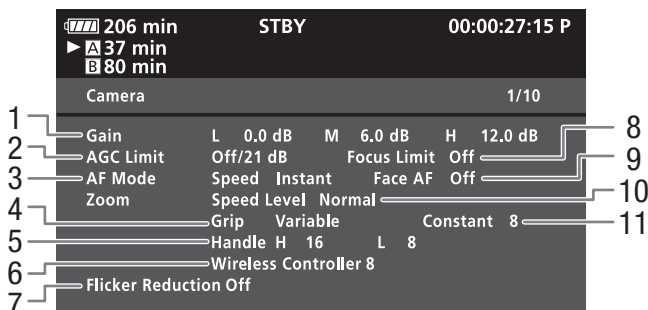 206 min STBY 00:00:27:15 P
A 37 min
B 80 min
Camera 1/10
1 Gain L 0.0 dB M 6.0 dB H 12.0 dB
2 AGC Limit Off/21 dB Focus Limit Off 8
3 AF Mode Speed Instant Face AF Off 9
Zoom Speed Level Normal 10
4 Grip Variable Constant 8 11
5 Handle H 16 L 8
6 Wireless Controller 8
7 Flicker Reduction Off